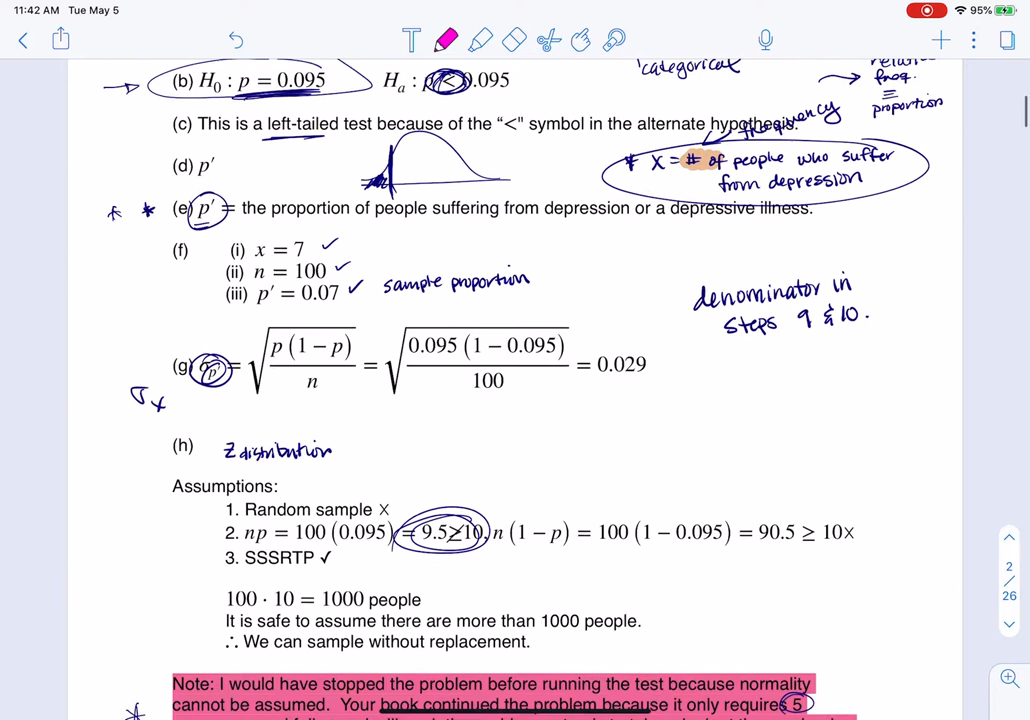 11:42 AM Tue May 5
95%
'categorical
relative
freq.
=
proportion
(b) H₀ : p = 0.095 Hₐ : p < 0.095
frequency
(c) This is a left-tailed test because of the “<” symbol in the alternate hypothesis.
* X = # of people who suffer
from depression
(d) p′
* * (e) p′ = the proportion of people suffering from depression or a depressive illness.
(f) (i) x = 7 ✓
(ii) n = 100 ✓
(iii) p′ = 0.07 ✓ sample proportion
denominator in
steps 9 & 10.
(g) σp′ = √(p (1 − p) / n) = √(0.095 (1 − 0.095) / 100) = 0.029
σx
(h) Z distribution
Assumptions:
1. Random sample X
2. np = 100 (0.095) = 9.5 ≥ 10, n (1 − p) = 100 (1 − 0.095) = 90.5 ≥ 10X
3. SSSRTP ✓
100 · 10 = 1000 people
It is safe to assume there are more than 1000 people.
∴ We can sample without replacement.
2
/
26
Note: I would have stopped the problem before running the test because normality
cannot be assumed. Your book continued the problem because it only requires 5